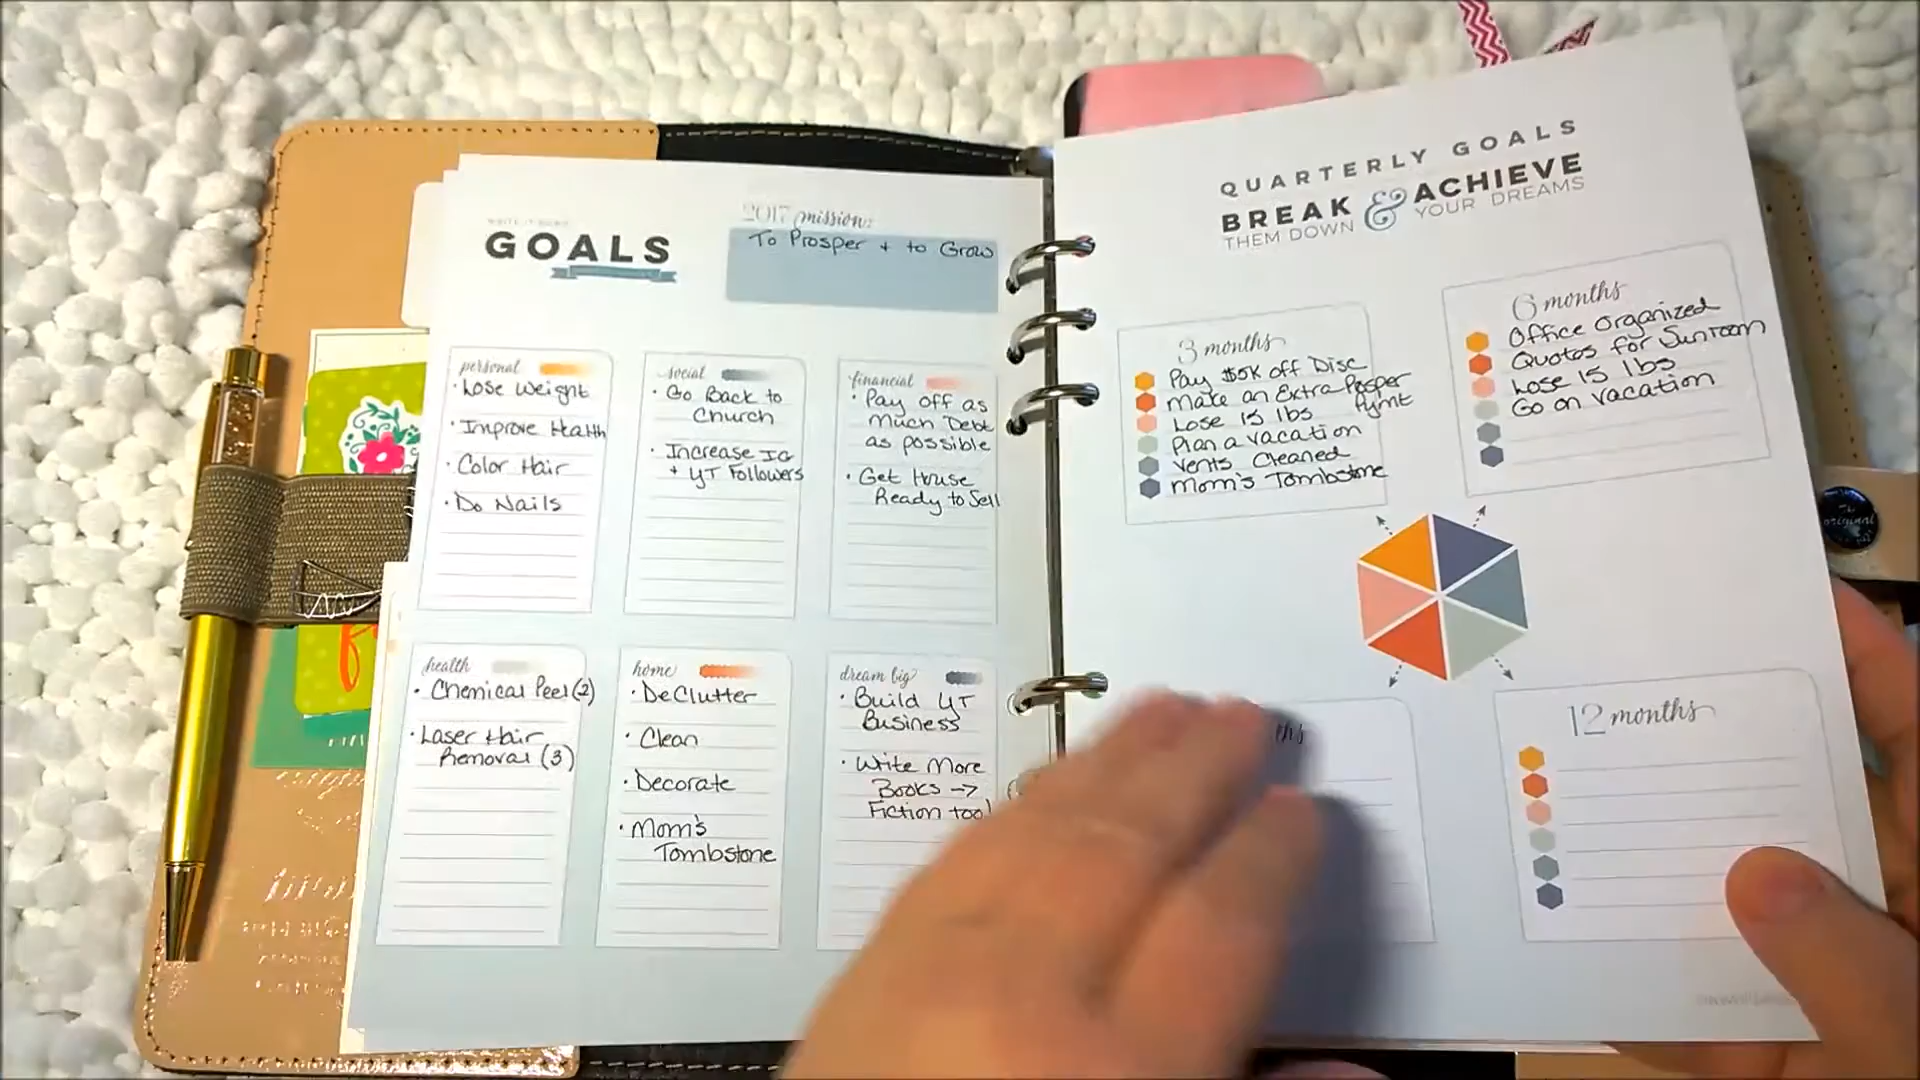 GOALS
2017 mission:
To Prosper + to Grow
personal
· Lose Weight
· Improve Health
· Color Hair
· Do Nails
social
· Go Back to
Church
· Increase IG
+ YT Followers
financial
· Pay off as
Much Debt
as possible
· Get House
Ready to Sell
health
· Chemical Peel (2)
· Laser Hair
Removal (3)
home
· DeClutter
· Clean
· Decorate
· Mom's
Tombstone
dream big
· Build YT
Business
· Write More
Books →
Fiction too!
QUARTERLY GOALS
BREAK & ACHIEVE
THEM DOWN YOUR DREAMS
3 months
Pay $5K off Disc
Make an Extra Prosper
Pymt
Lose 15 lbs
Plan a vacation
Vents Cleaned
Mom's Tombstone
6 months
Office Organized
Quotes for Sunroom
Lose 15 lbs
Go on vacation
ths
12 months
original